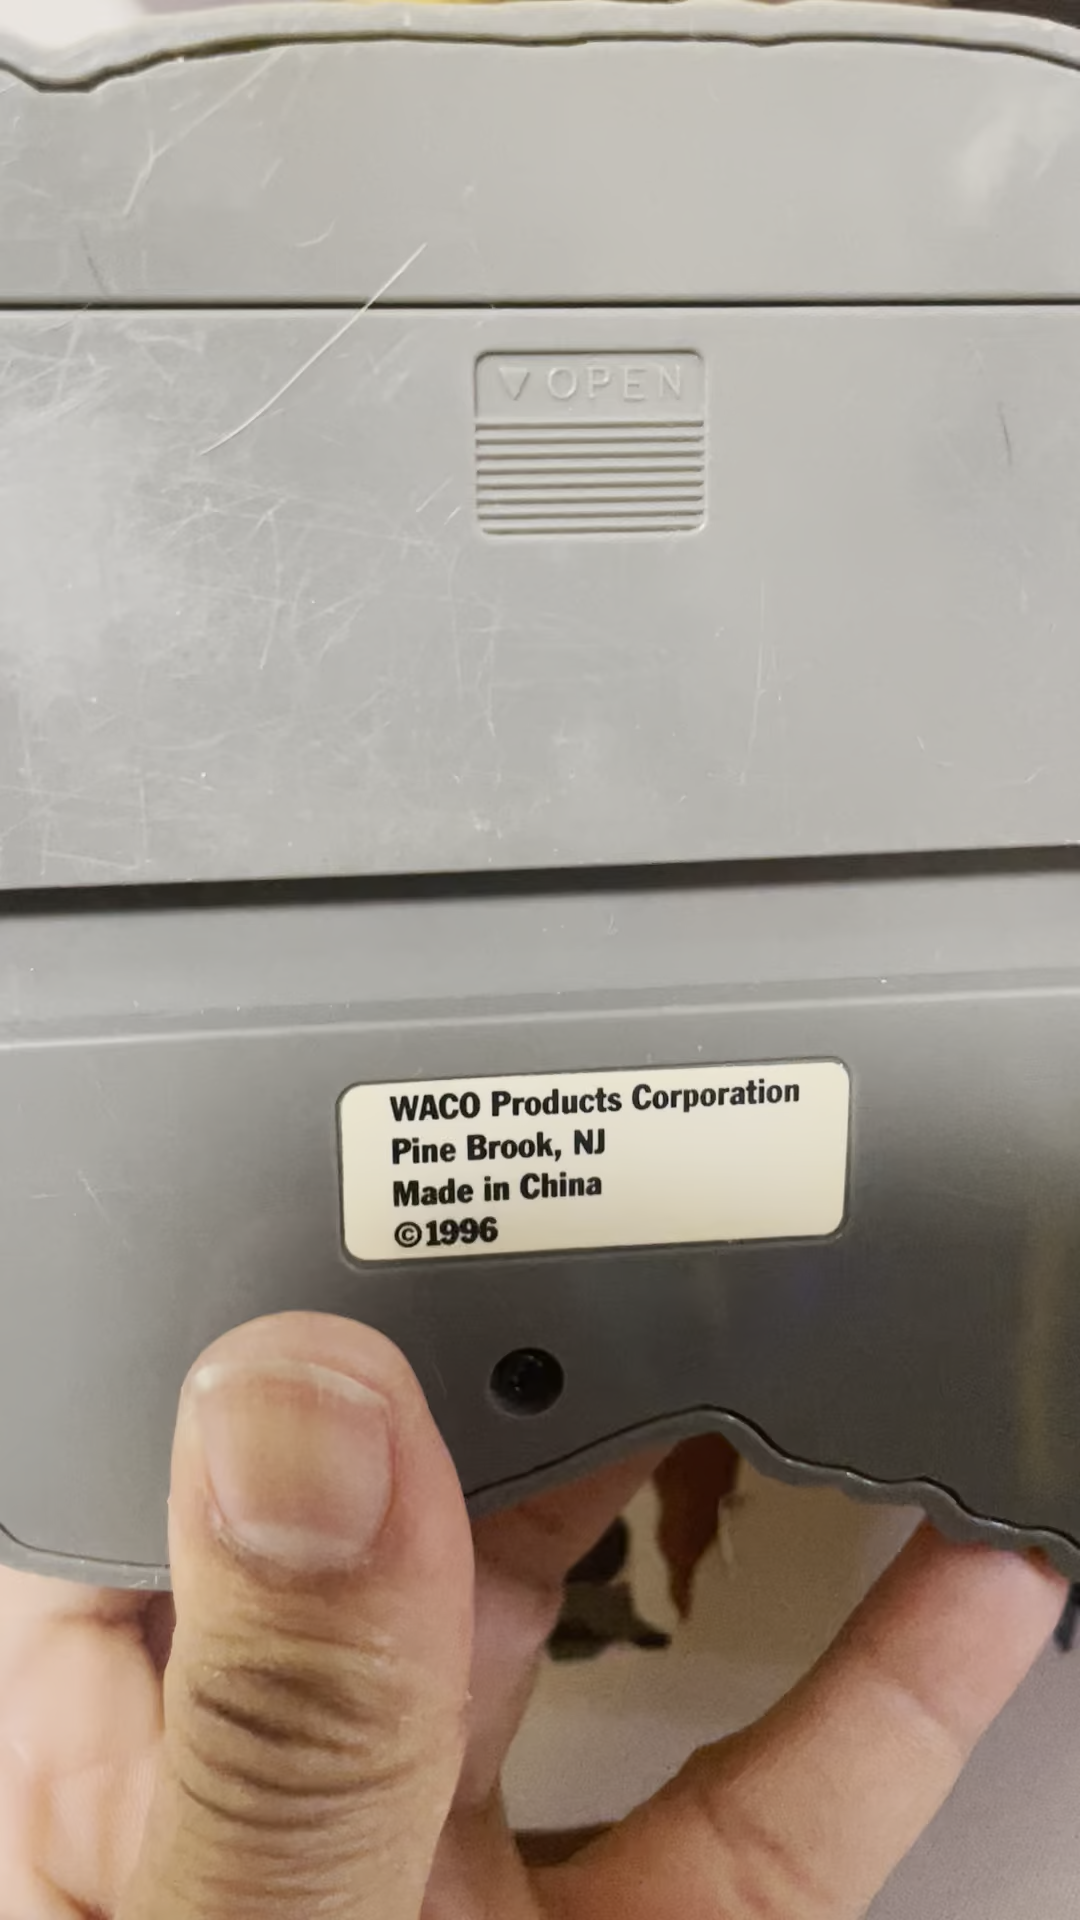 ▽ OPEN
WACO Products Corporation
Pine Brook, NJ
Made in China
©1996